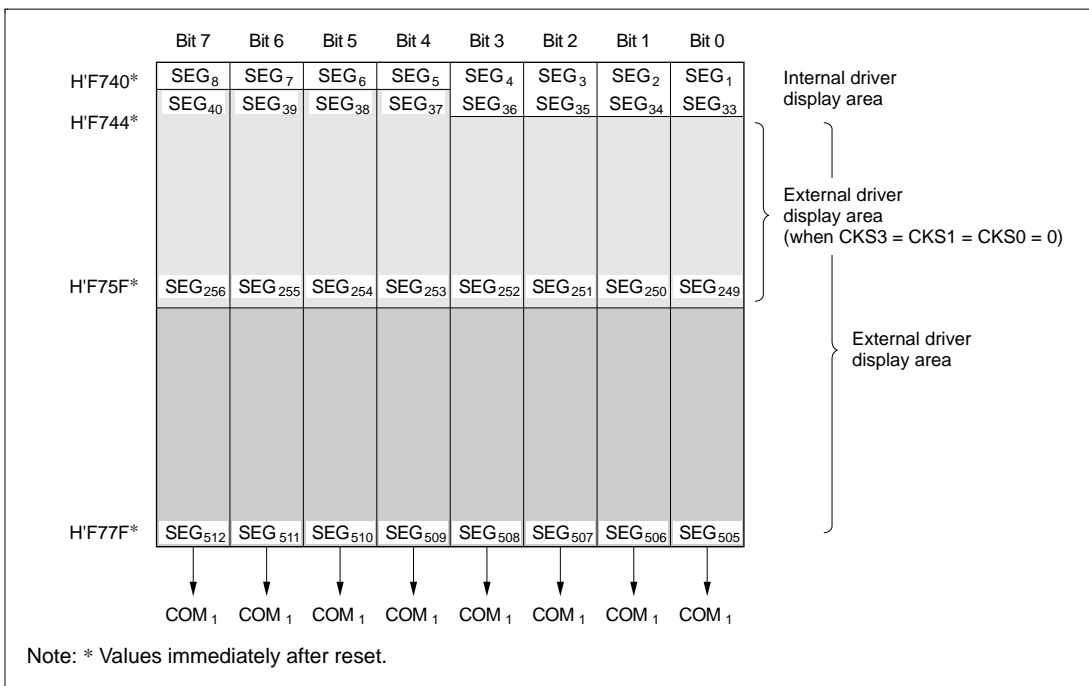 Bit 7 Bit 6 Bit 5 Bit 4 Bit 3 Bit 2 Bit 1 Bit 0
H'F740* SEG₈ SEG₇ SEG₆ SEG₅ SEG₄ SEG₃ SEG₂ SEG₁
Internal driver
display area
SEG₄₀ SEG₃₉ SEG₃₈ SEG₃₇ SEG₃₆ SEG₃₅ SEG₃₄ SEG₃₃
H'F744*
External driver
display area
(when CKS3 = CKS1 = CKS0 = 0)
H'F75F* SEG₂₅₆ SEG₂₅₅ SEG₂₅₄ SEG₂₅₃ SEG₂₅₂ SEG₂₅₁ SEG₂₅₀ SEG₂₄₉
External driver
display area
H'F77F* SEG₅₁₂ SEG₅₁₁ SEG₅₁₀ SEG₅₀₉ SEG₅₀₈ SEG₅₀₇ SEG₅₀₆ SEG₅₀₅
COM₁ COM₁ COM₁ COM₁ COM₁ COM₁ COM₁ COM₁
Note: * Values immediately after reset.